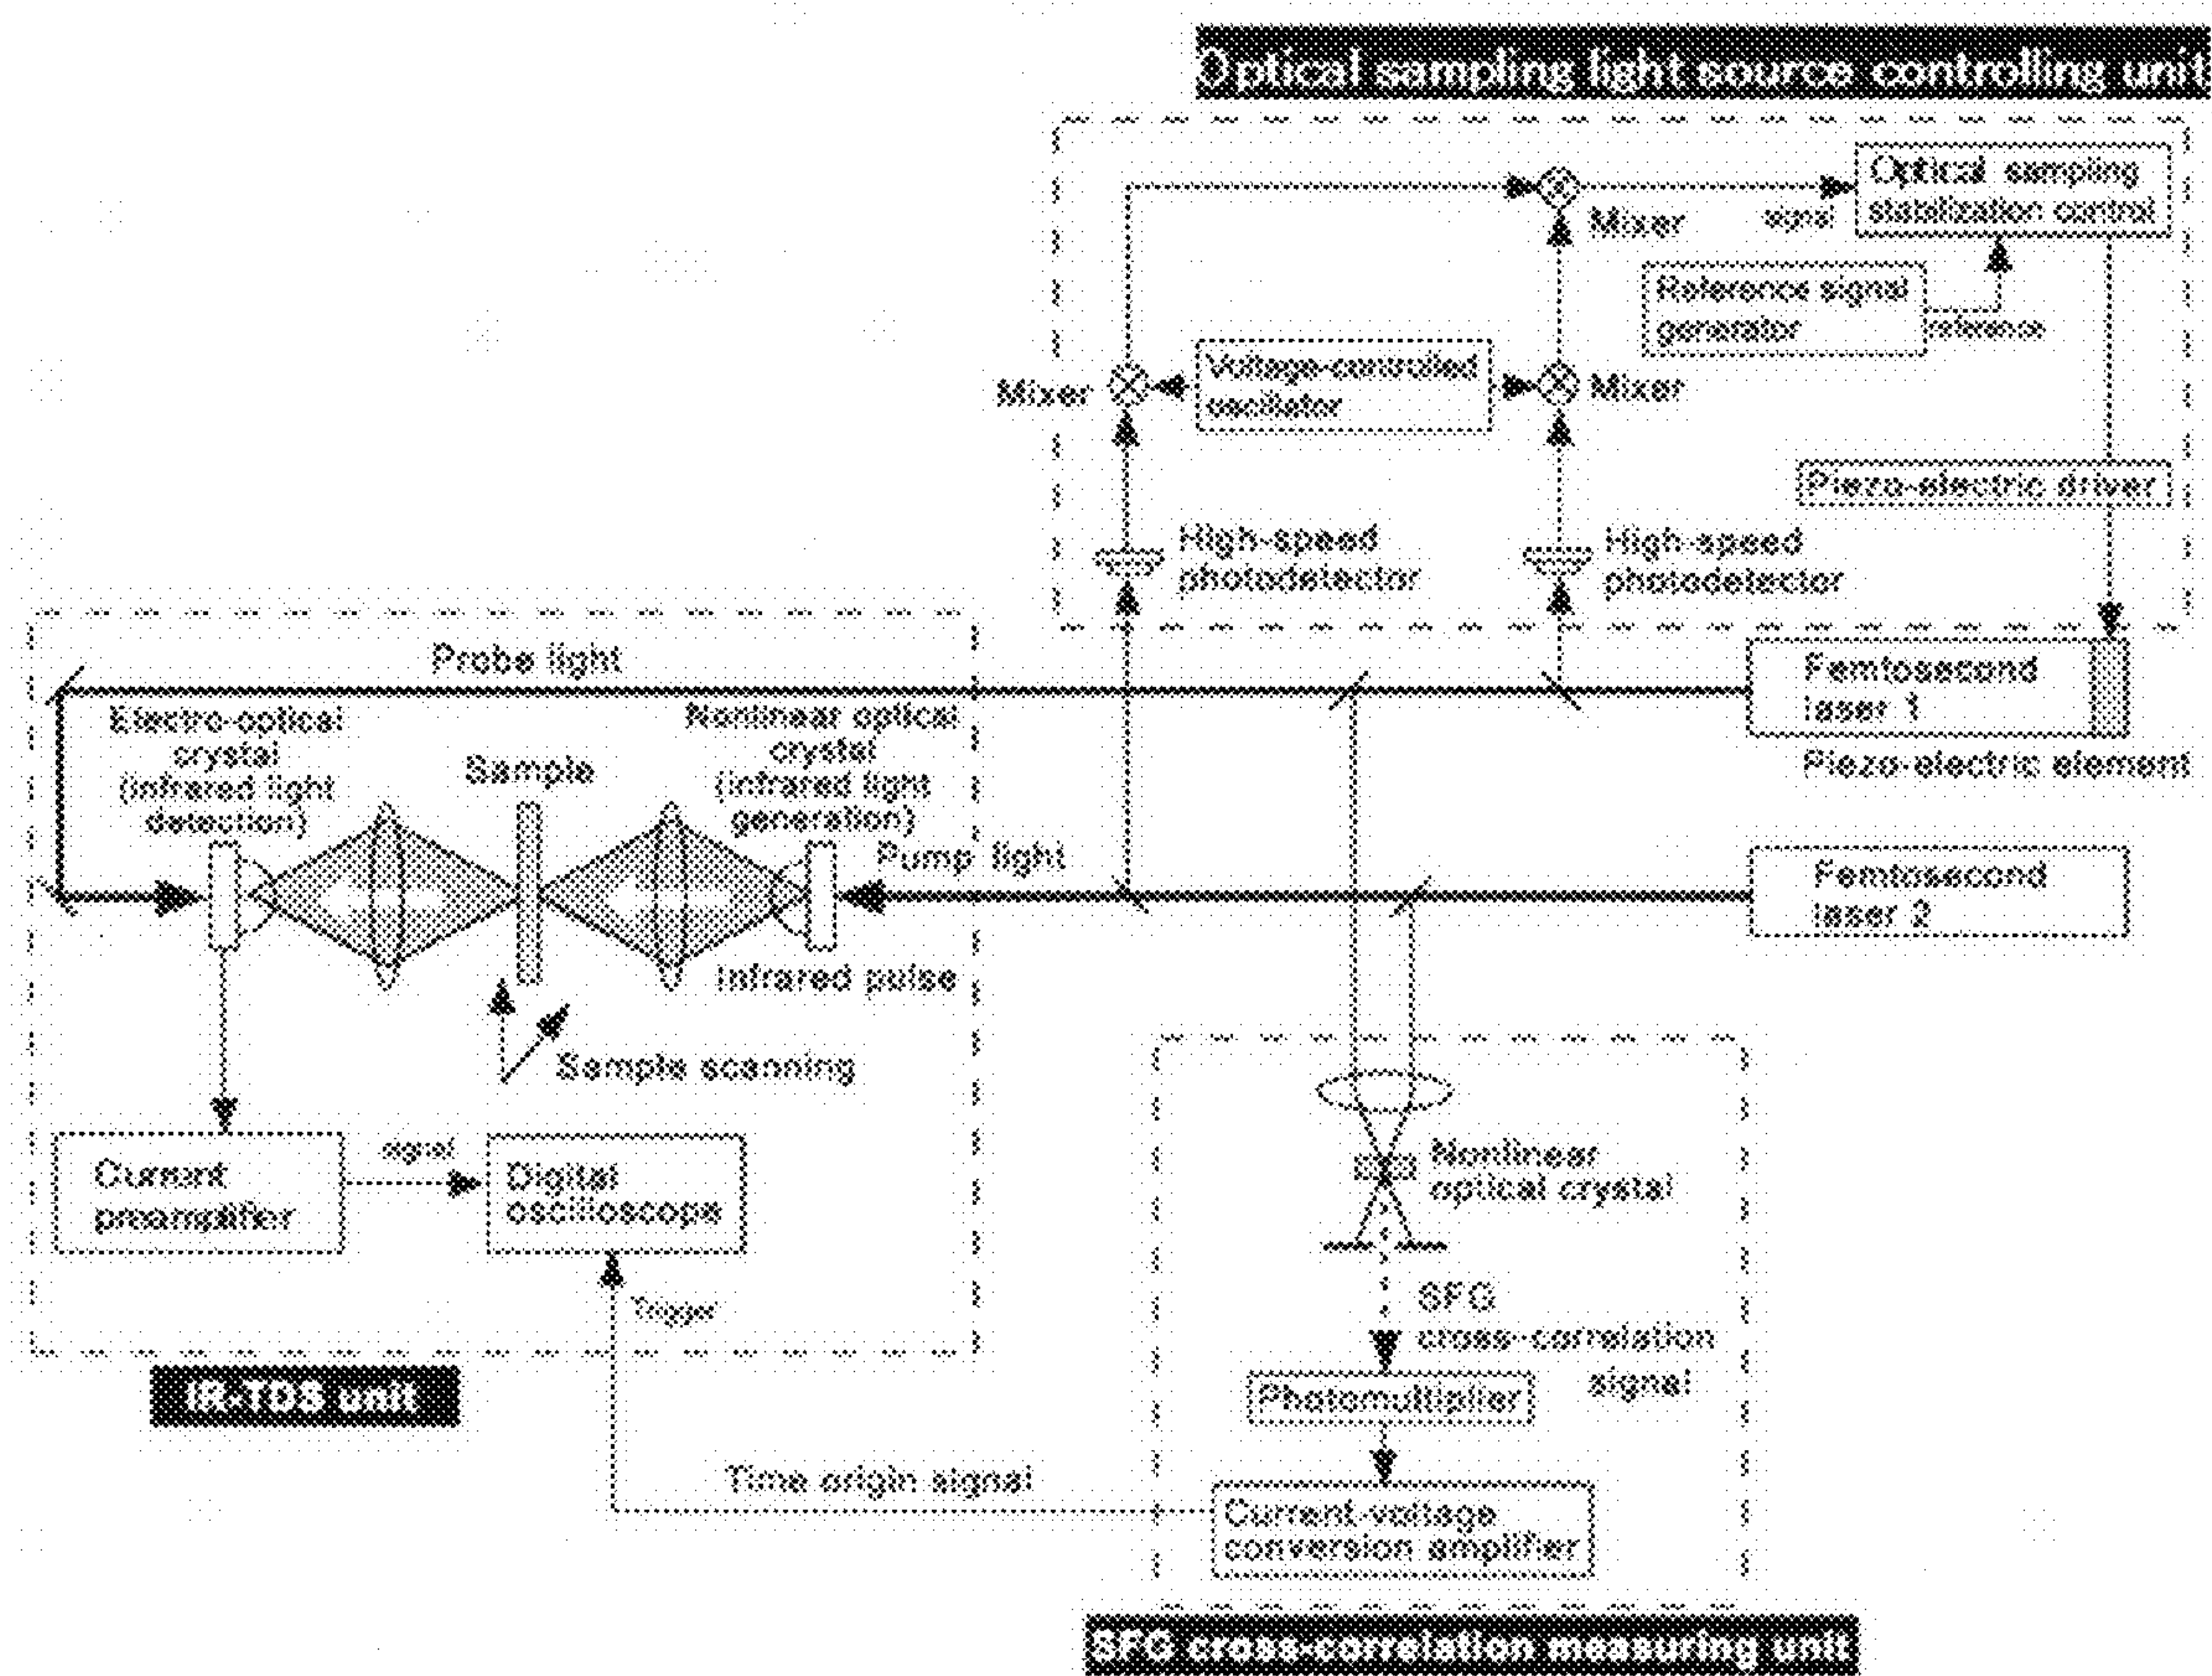 Optical sampling light source controlling unit
Optical sampling
stabilization control
Mixer
signal
Reference signal
generator
reference
Mixer
Voltage-controlled
oscillator
Mixer
Piezo-electric driver
High-speed
photodetector
High-speed
photodetector
Probe light
Femtosecond
laser 1
Piezo-electric element
Electro-optical
crystal
(infrared light
detection)
Sample
Nonlinear optical
crystal
(infrared light
generation)
Pump light
Femtosecond
laser 2
Infrared pulse
Sample scanning
Current
preamplifier
signal
Digital
oscilloscope
Trigger
IR-TDS unit
Nonlinear
optical crystal
SFG
cross-correlation
signal
Photomultiplier
Time origin signal
Current-voltage
conversion amplifier
SFG cross-correlation measuring unit